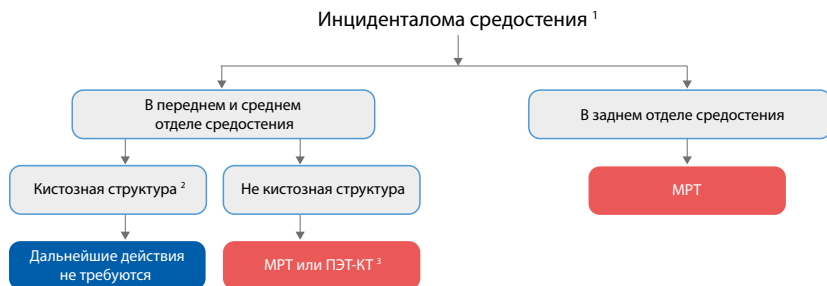 Инциденталома средостения ¹
В переднем и среднем
отделе средостения
В заднем отделе средостения
Кистозная структура ²
Не кистозная структура
МРТ
Дальнейшие действия
не требуются
МРТ или ПЭТ-КТ ³